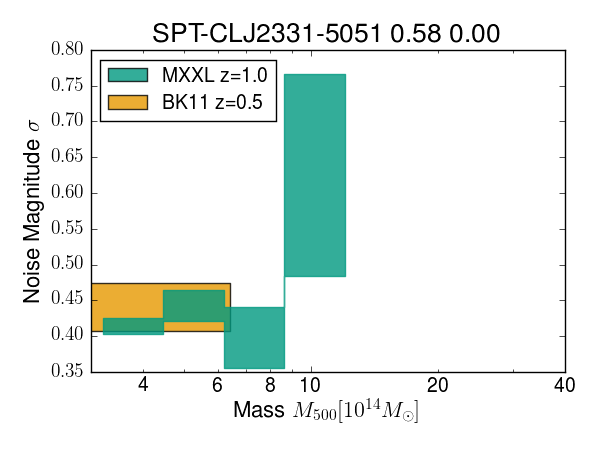 SPT-CLJ2331-5051 0.58 0.00
0.80
0.75
0.70
0.65
0.60
0.55
0.50
0.45
0.40
0.35
Noise Magnitude σ
MXXL z=1.0
BK11 z=0.5
4 6 8 10 20 40
Mass M₅₀₀[10¹⁴M⊙]